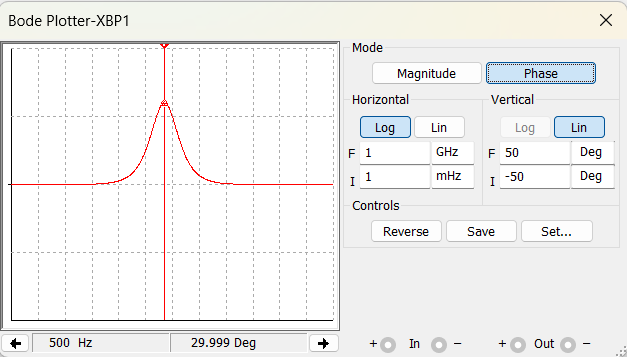 Bode Plotter-XBP1
Mode
Magnitude Phase
Horizontal Vertical
Log Lin Log Lin
F 1 GHz F 50 Deg
I 1 mHz I -50 Deg
Controls
Reverse Save Set...
500 Hz 29.999 Deg + In − + Out −